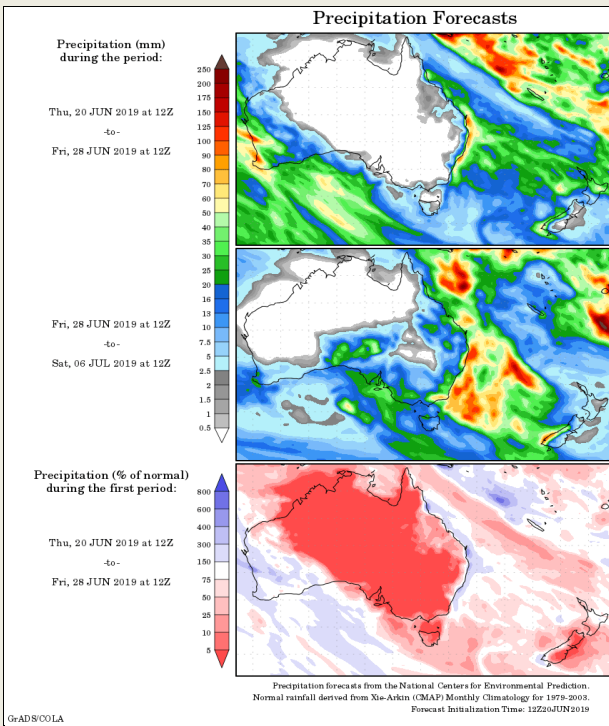 Precipitation Forecasts
Precipitation (mm)
during the period:
Thu, 20 JUN 2019 at 12Z
-to-
Fri, 28 JUN 2019 at 12Z
250
200
175
150
125
100
90
80
70
60
50
40
35
30
25
20
16
13
10
7.5
5
2.5
2
1.5
1
0.5
Fri, 28 JUN 2019 at 12Z
-to-
Sat, 06 JUL 2019 at 12Z
Precipitation (% of normal)
during the first period:
Thu, 20 JUN 2019 at 12Z
-to-
Fri, 28 JUN 2019 at 12Z
800
600
400
300
150
75
50
25
10
5
Precipitation forecasts from the National Centers for Environmental Prediction.
Normal rainfall derived from Xie-Arkin (CMAP) Monthly Climatology for 1979-2003.
Forecast Initialization Time: 12Z20JUN2019
GrADS/COLA